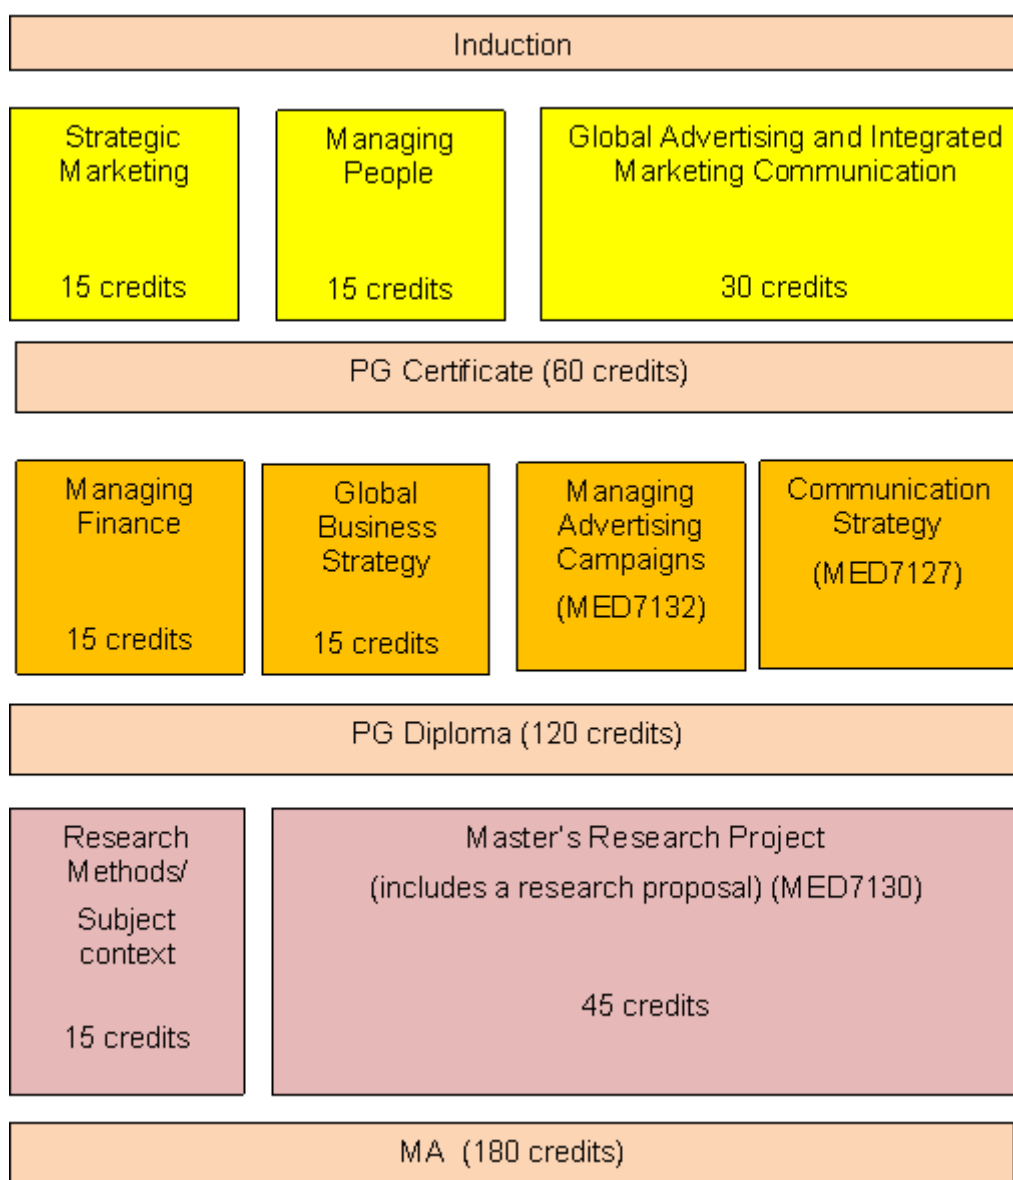 Induction
Strategic
Marketing
15 credits
Managing
People
15 credits
Global Advertising and Integrated
Marketing Communication
30 credits
PG Certificate (60 credits)
Managing
Finance
15 credits
Global
Business
Strategy
15 credits
Managing
Advertising
Campaigns
(MED7132)
Communication
Strategy
(MED7127)
PG Diploma (120 credits)
Research
Methods/
Subject
context
15 credits
Master's Research Project
(includes a research proposal) (MED7130)
45 credits
MA (180 credits)